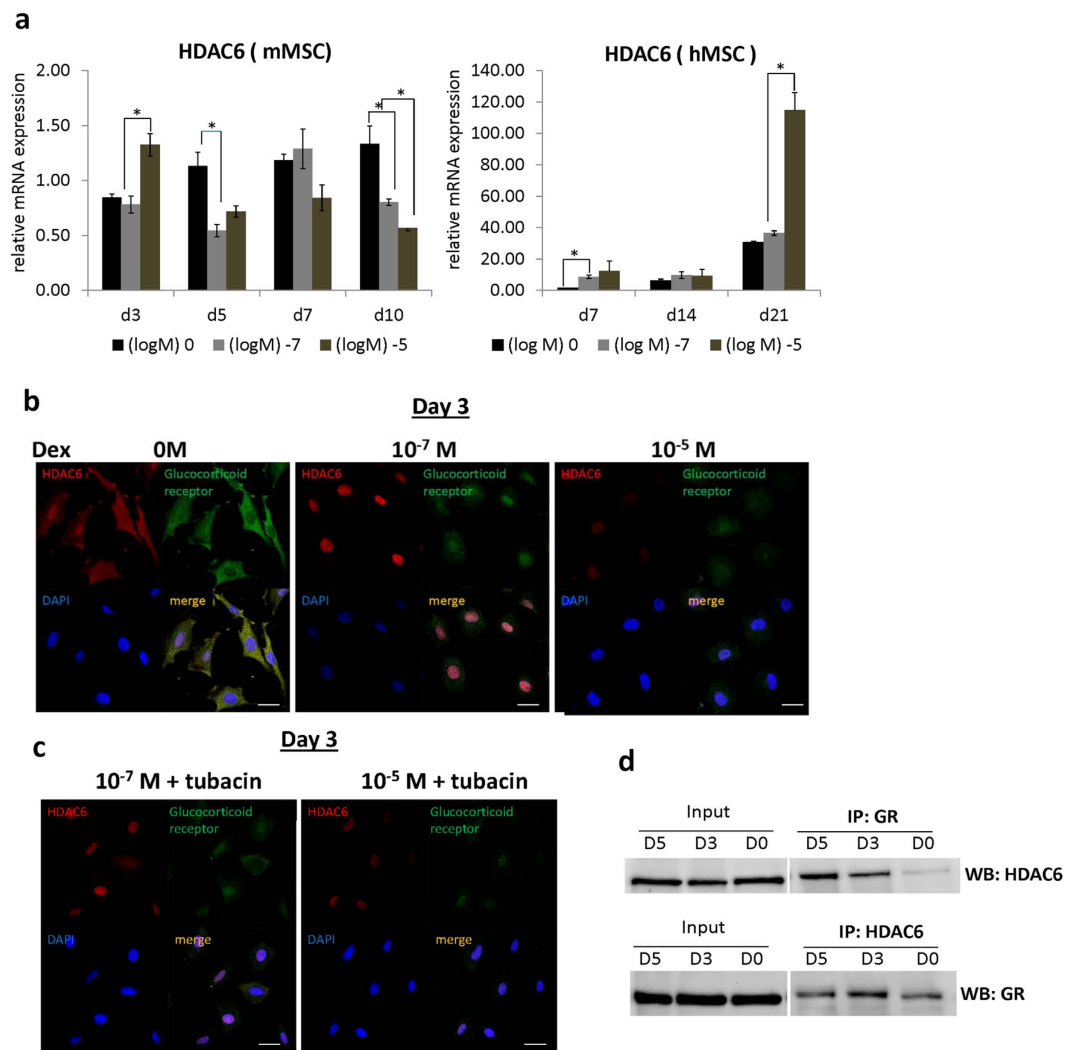 a
HDAC6 ( mMSC)
relative mRNA expression
2.00
1.50
1.00
0.50
0.00
*
*
*
*
d3 d5 d7 d10
(logM) 0 (logM) -7 (logM) -5
HDAC6 (hMSC )
relative mRNA expression
140.00
120.00
100.00
80.00
60.00
40.00
20.00
0.00
*
*
d7 d14 d21
(log M) 0 (log M) -7 (log M) -5
b
Day 3
Dex 0M 10⁻⁷ M 10⁻⁵ M
HDAC6
Glucocorticoid
receptor
DAPI
merge
HDAC6
Glucocorticoid
receptor
DAPI
merge
HDAC6
Glucocorticoid
receptor
DAPI
merge
c
Day 3
10⁻⁷ M + tubacin 10⁻⁵ M + tubacin
HDAC6
Glucocorticoid
receptor
DAPI
merge
HDAC6
Glucocorticoid
receptor
DAPI
merge
d
Input IP: GR
D5 D3 D0 D5 D3 D0
WB: HDAC6
Input IP: HDAC6
D5 D3 D0 D5 D3 D0
WB: GR